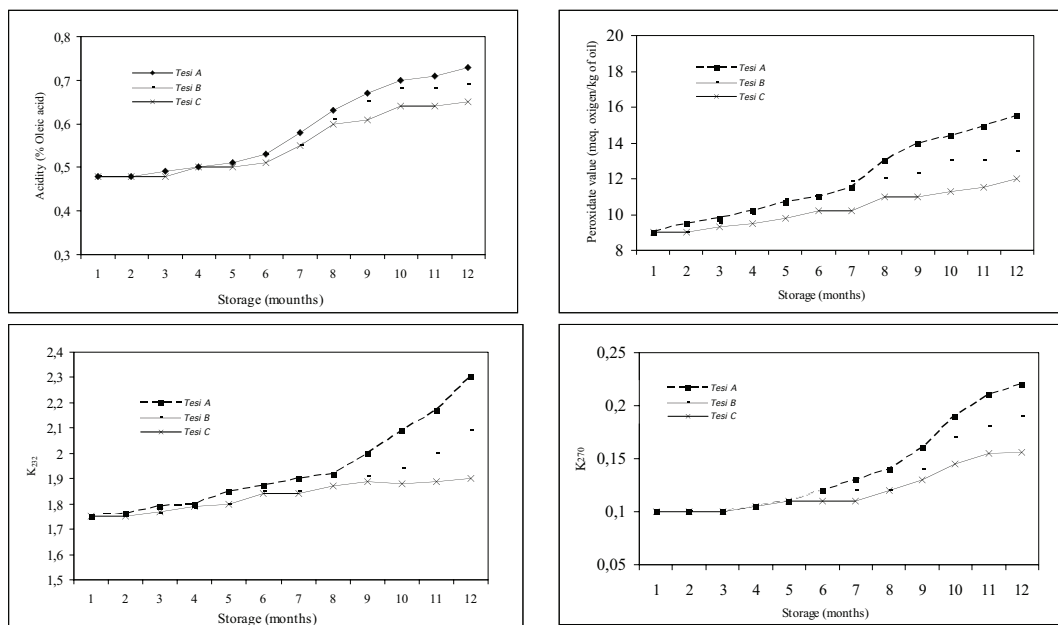 0,8
0,7
0,6
0,5
0,4
0,3
Acidity (% Oleic acid)
Tesi A
Tesi B
Tesi C
1 2 3 4 5 6 7 8 9 10 11 12
Storage (mounths)
20
18
16
14
12
10
8
Peroxidate value (meq. oxigen/kg of oil)
Tesi A
Tesi B
Tesi C
1 2 3 4 5 6 7 8 9 10 11 12
Storage (months)
2,4
2,3
2,2
2,1
2
1,9
1,8
1,7
1,6
1,5
K232
Tesi A
Tesi B
Tesi C
1 2 3 4 5 6 7 8 9 10 11 12
Storage (months)
0,25
0,2
0,15
0,1
0,05
K270
Tesi A
Tesi B
Tesi C
1 2 3 4 5 6 7 8 9 10 11 12
Storage (months)